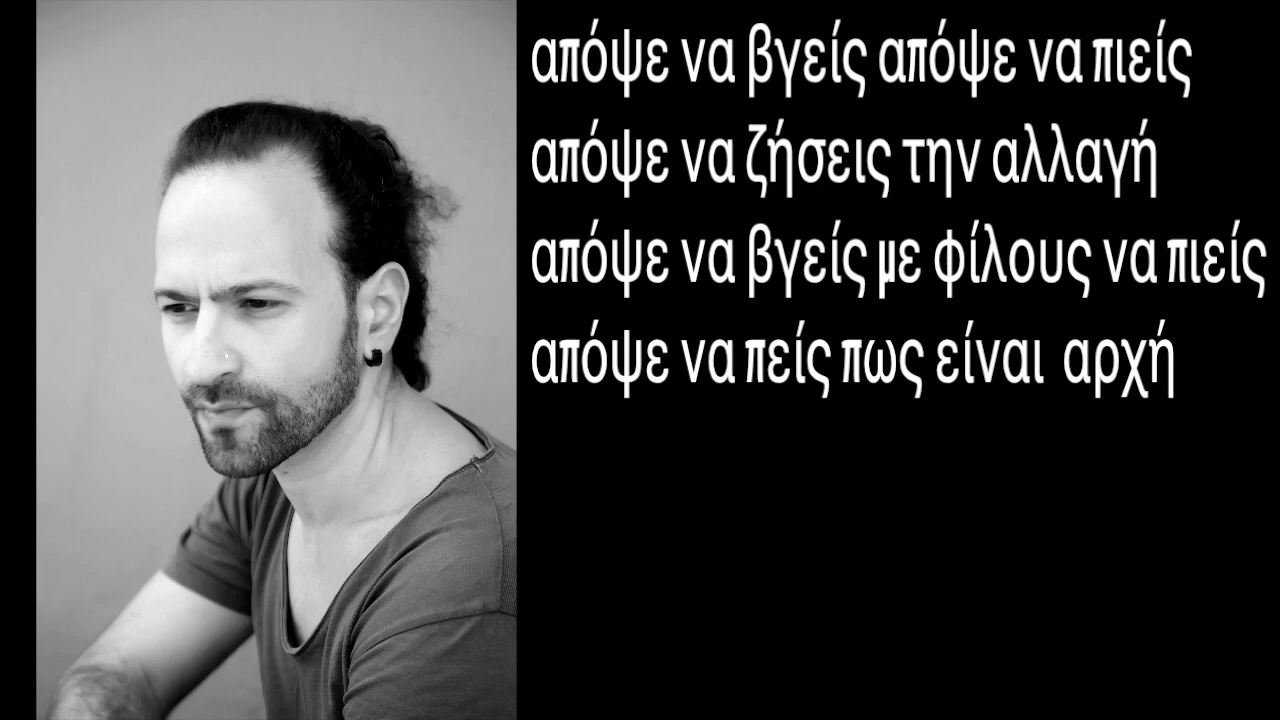 απόψε να βγείς απόψε να πιείς
απόψε να ζήσεις την αλλαγή
απόψε να βγείς με φίλους να πιείς
απόψε να πείς πως είναι αρχή